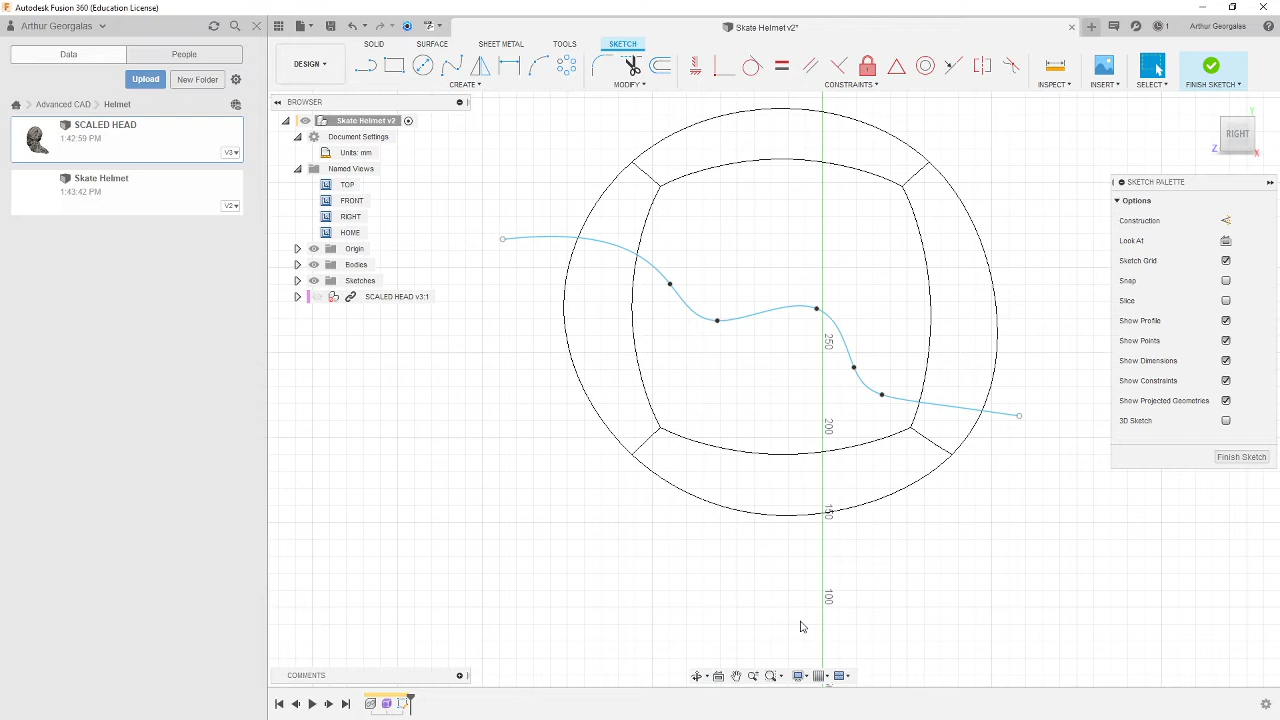 Autodesk Fusion 360 (Education License)
Arthur Georgalas
Skate Helmet v2*
1
Arthur Georgalas
Data
People
DESIGN
SOLID
SURFACE
SHEET METAL
TOOLS
SKETCH
CREATE
MODIFY
CONSTRAINTS
INSPECT
INSERT
SELECT
FINISH SKETCH
Upload
New Folder
Advanced CAD
Helmet
SCALED HEAD
1:42:59 PM
V3
Skate Helmet
1:43:42 PM
V2
BROWSER
Skate Helmet v2
Document Settings
Units: mm
Named Views
TOP
FRONT
RIGHT
HOME
Origin
Bodies
Sketches
SCALED HEAD v3:1
250
200
150
100
Y
RIGHT
Z
X
SKETCH PALETTE
Options
Construction
Look At
Sketch Grid
Snap
Slice
Show Profile
Show Points
Show Dimensions
Show Constraints
Show Projected Geometries
3D Sketch
Finish Sketch
COMMENTS